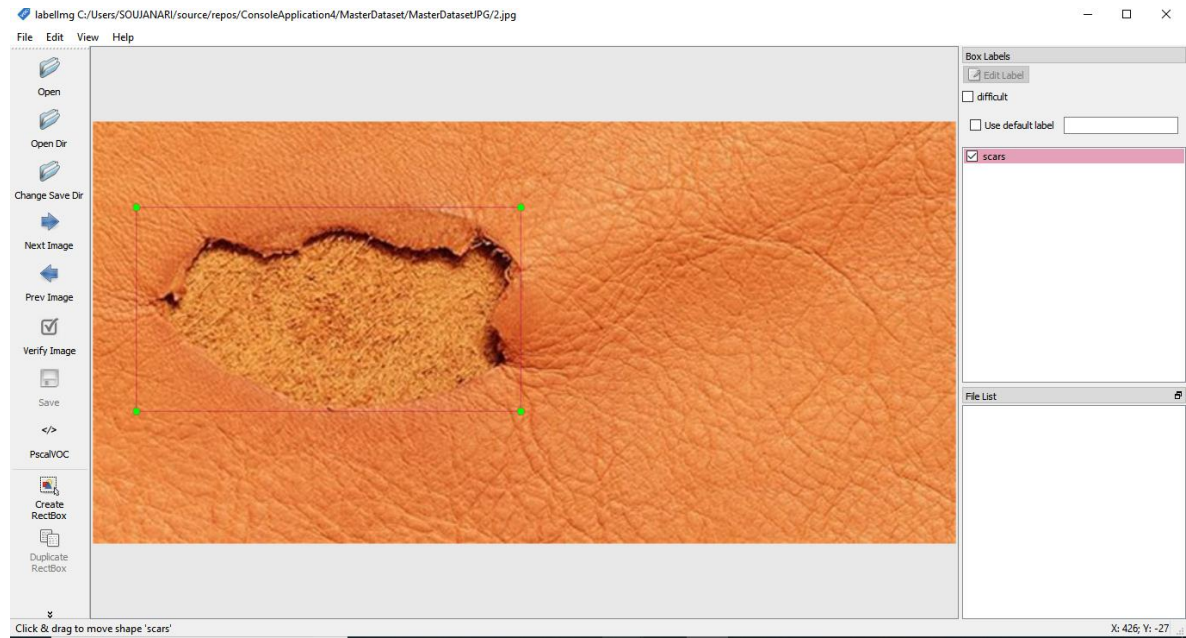 labelImg C:/Users/SOUJANARI/source/repos/ConsoleApplication4/MasterDataset/MasterDatasetJPG/2.jpg
File Edit View Help
Open
Open Dir
Change Save Dir
Next Image
Prev Image
Verify Image
Save
</>
PscalVOC
Create
RectBox
Duplicate
RectBox
Box Labels
Edit Label
difficult
Use default label
scars
File List
Click & drag to move shape 'scars'
X: 426; Y: -27